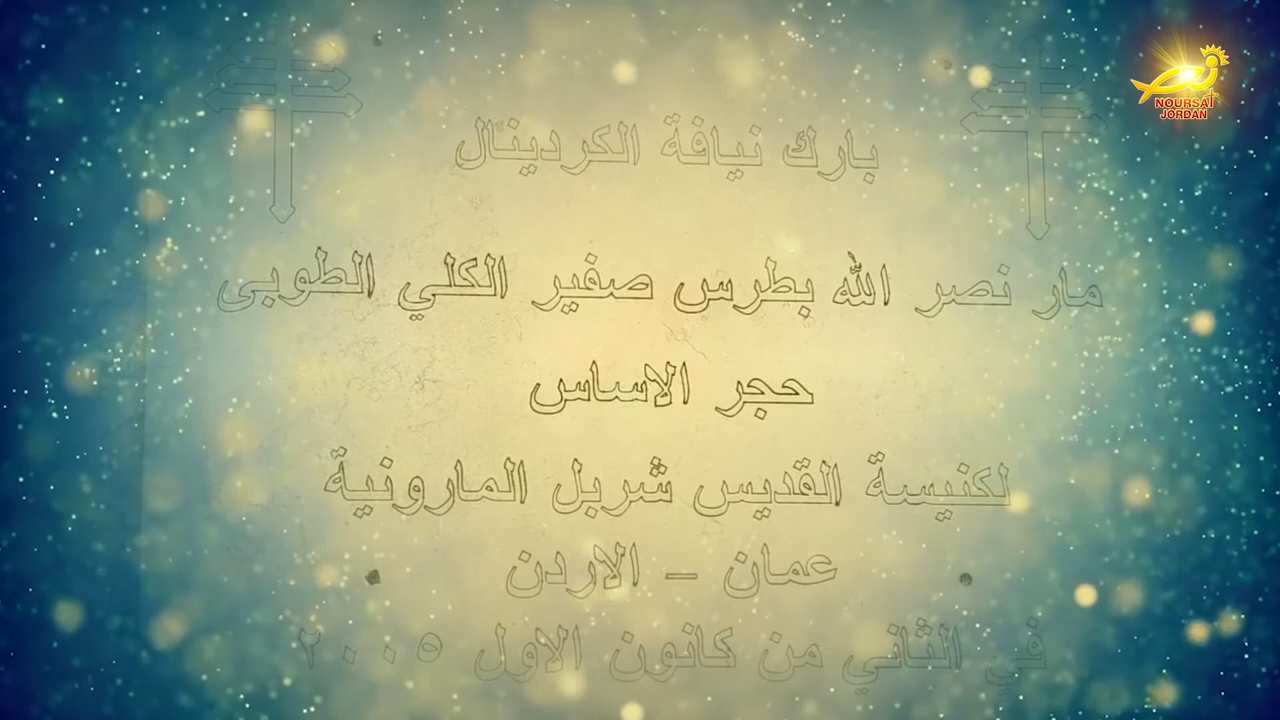 NOURSAT
JORDAN
بارك نيافة الكردينال
مار نصر الله بطرس صفير الكلي الطوبى
حجر الاساس
لكنيسة القديس شربل المارونية
عمان – الاردن
في الثاني من كانون الاول ٢٠٠٥